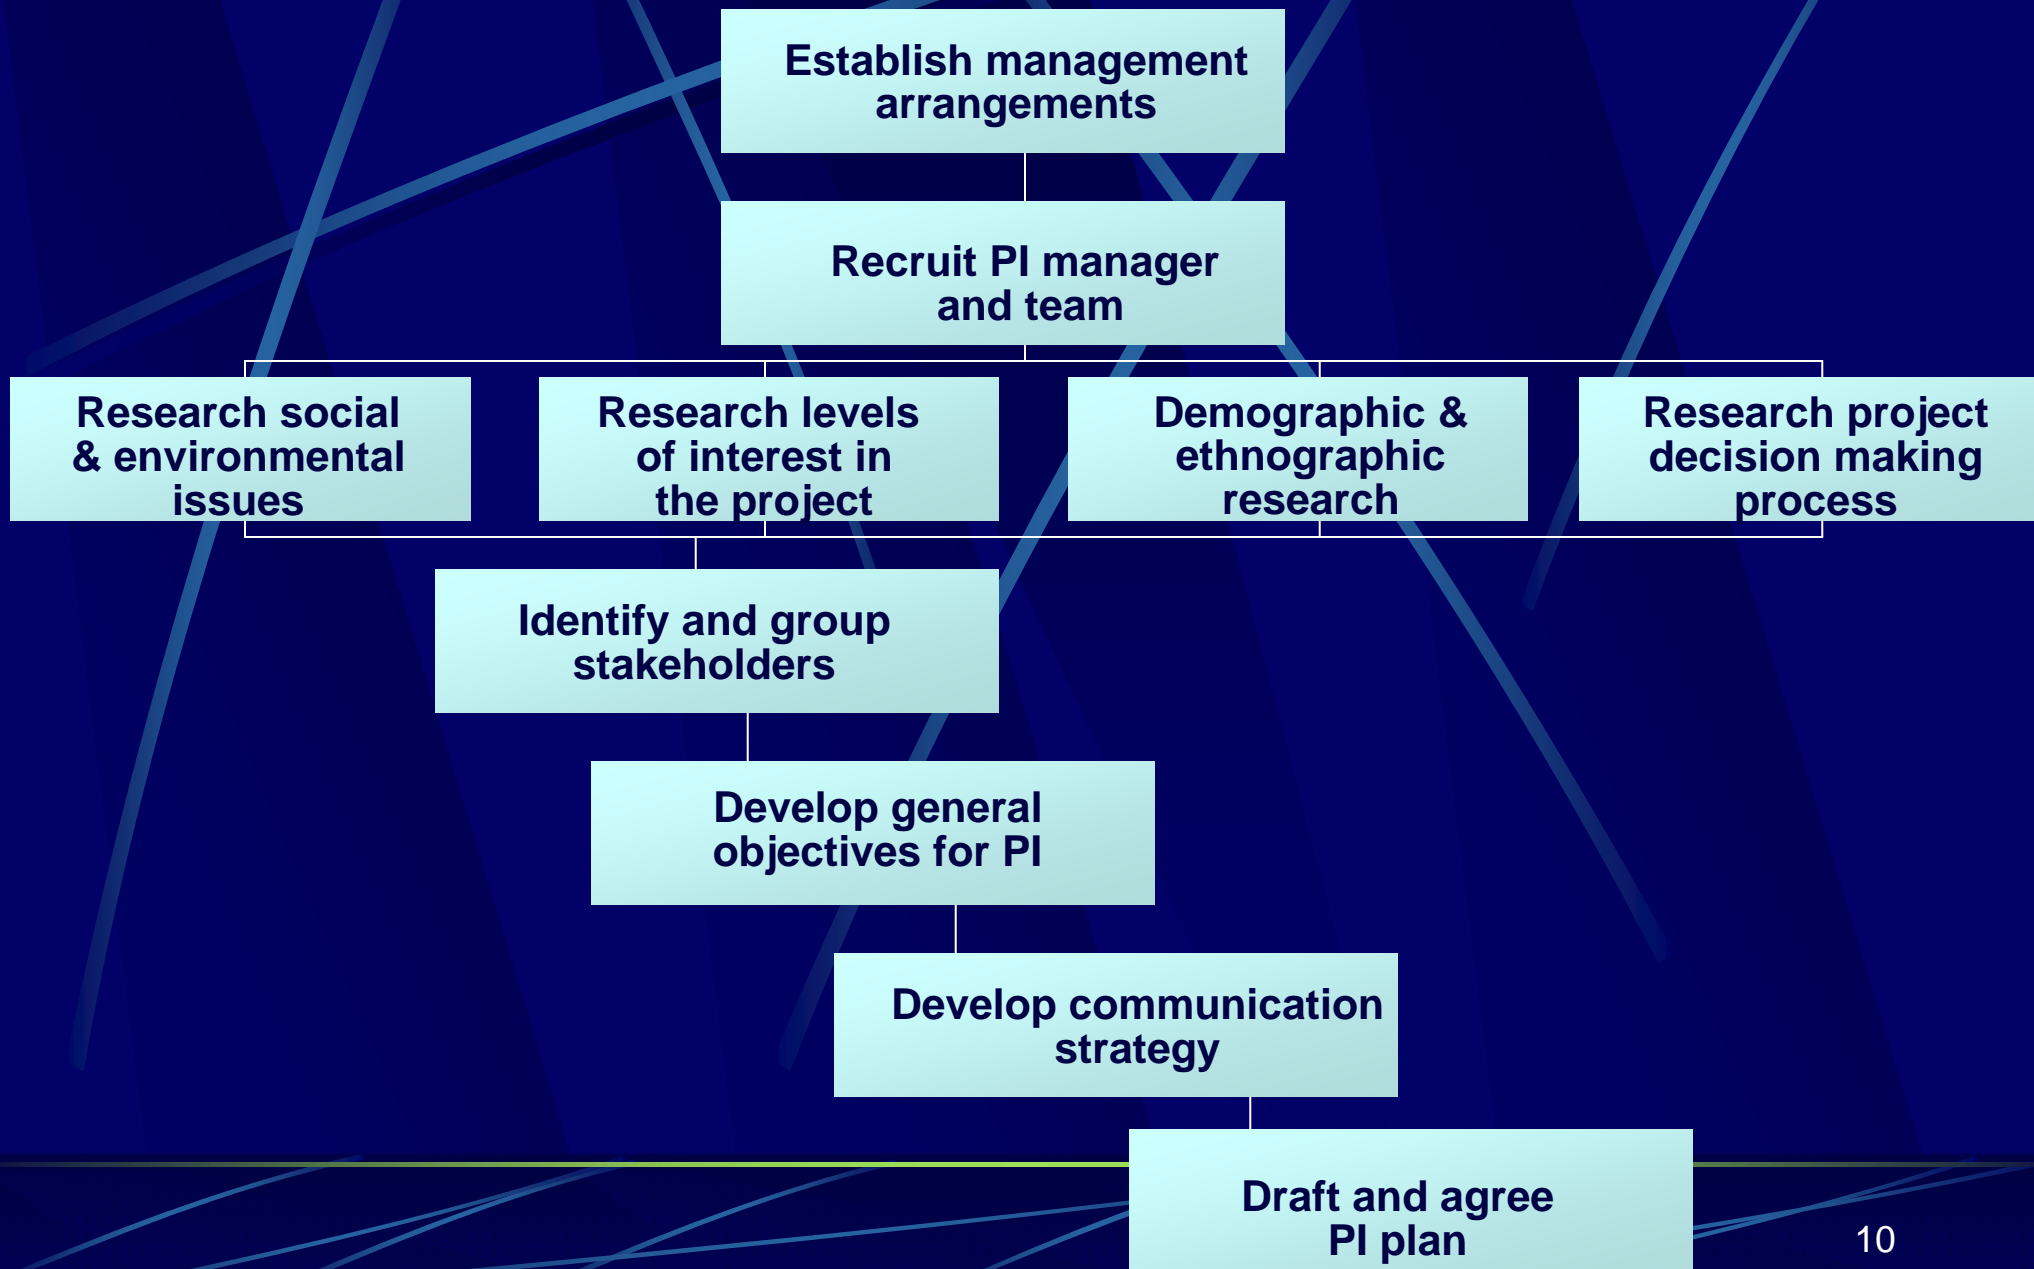 Establish management
arrangements
Recruit PI manager
and team
Research social
& environmental
issues
Research levels
of interest in
the project
Demographic &
ethnographic
research
Research project
decision making
process
Identify and group
stakeholders
Develop general
objectives for PI
Develop communication
strategy
Draft and agree
PI plan
10